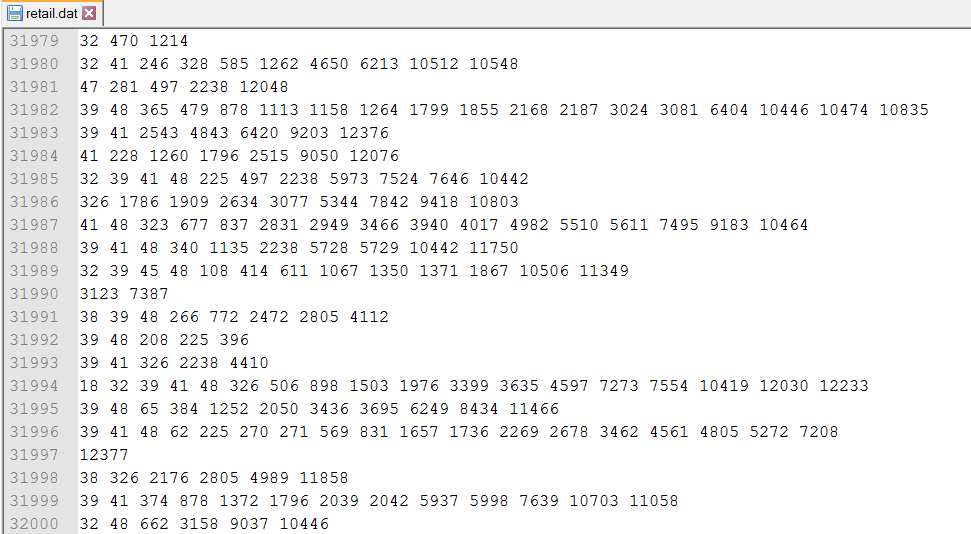 retail.dat
31979 32 470 1214
31980 32 41 246 328 585 1262 4650 6213 10512 10548
31981 47 281 497 2238 12048
31982 39 48 365 479 878 1113 1158 1264 1799 1855 2168 2187 3024 3081 6404 10446 10474 10835
31983 39 41 2543 4843 6420 9203 12376
31984 41 228 1260 1796 2515 9050 12076
31985 32 39 41 48 225 497 2238 5973 7524 7646 10442
31986 326 1786 1909 2634 3077 5344 7842 9418 10803
31987 41 48 323 677 837 2831 2949 3466 3940 4017 4982 5510 5611 7495 9183 10464
31988 39 41 48 340 1135 2238 5728 5729 10442 11750
31989 32 39 45 48 108 414 611 1067 1350 1371 1867 10506 11349
31990 3123 7387
31991 38 39 48 266 772 2472 2805 4112
31992 39 48 208 225 396
31993 39 41 326 2238 4410
31994 18 32 39 41 48 326 506 898 1503 1976 3399 3635 4597 7273 7554 10419 12030 12233
31995 39 48 65 384 1252 2050 3436 3695 6249 8434 11466
31996 39 41 48 62 225 270 271 569 831 1657 1736 2269 2678 3462 4561 4805 5272 7208
31997 12377
31998 38 326 2176 2805 4989 11858
31999 39 41 374 878 1372 1796 2039 2042 5937 5998 7639 10703 11058
32000 32 48 662 3158 9037 10446